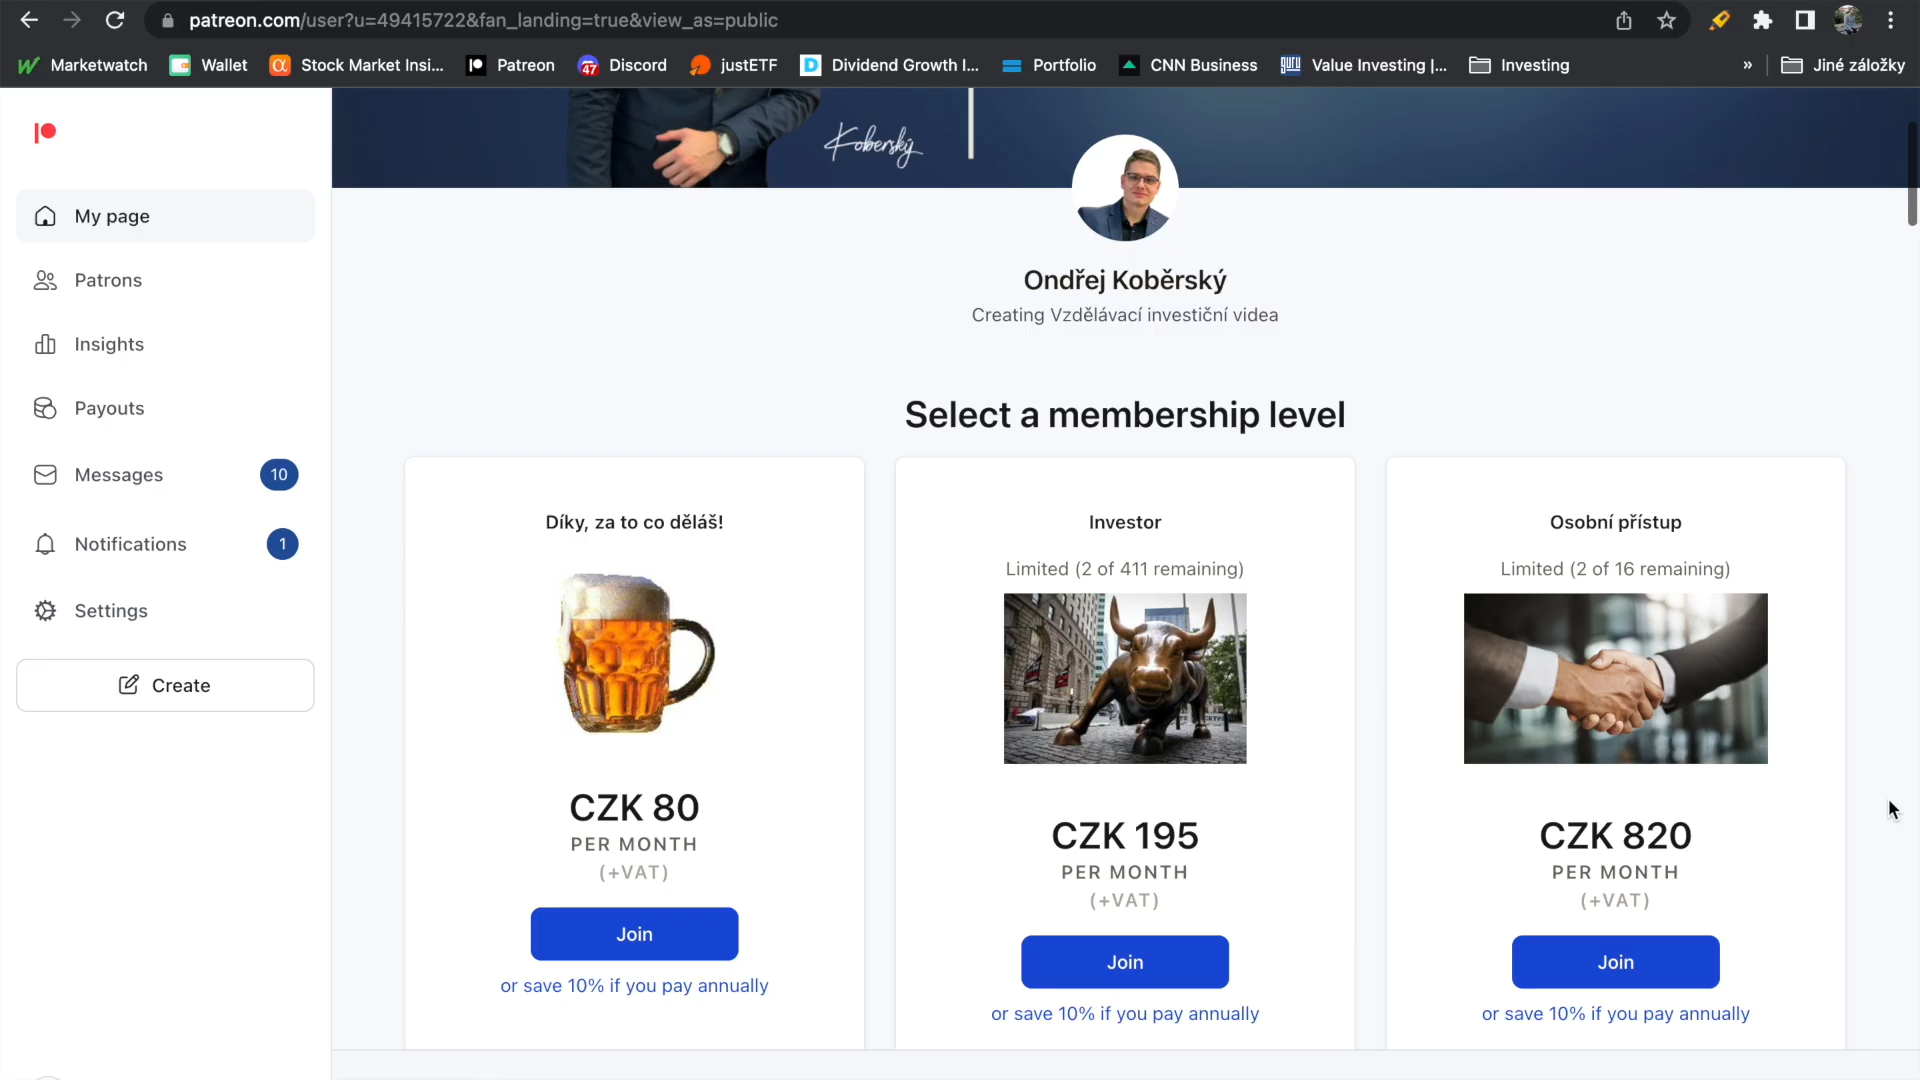 patreon.com/user?u=49415722&fan_landing=true&view_as=public
Marketwatch
Wallet
Stock Market Insi...
Patreon
47
Discord
justETF
Dividend Growth I...
Portfolio
CNN Business
guru
Value Investing |...
Investing
»
Jiné záložky
My page
Patrons
Insights
Payouts
Messages
10
Notifications
1
Settings
Create
Koberský
Ondřej Koběrský
Creating Vzdělávací investiční videa
Select a membership level
Díky, za to co děláš!
CZK 80
PER MONTH
(+VAT)
Join
or save 10% if you pay annually
Investor
Limited (2 of 411 remaining)
CZK 195
PER MONTH
(+VAT)
Join
or save 10% if you pay annually
Osobní přístup
Limited (2 of 16 remaining)
CZK 820
PER MONTH
(+VAT)
Join
or save 10% if you pay annually